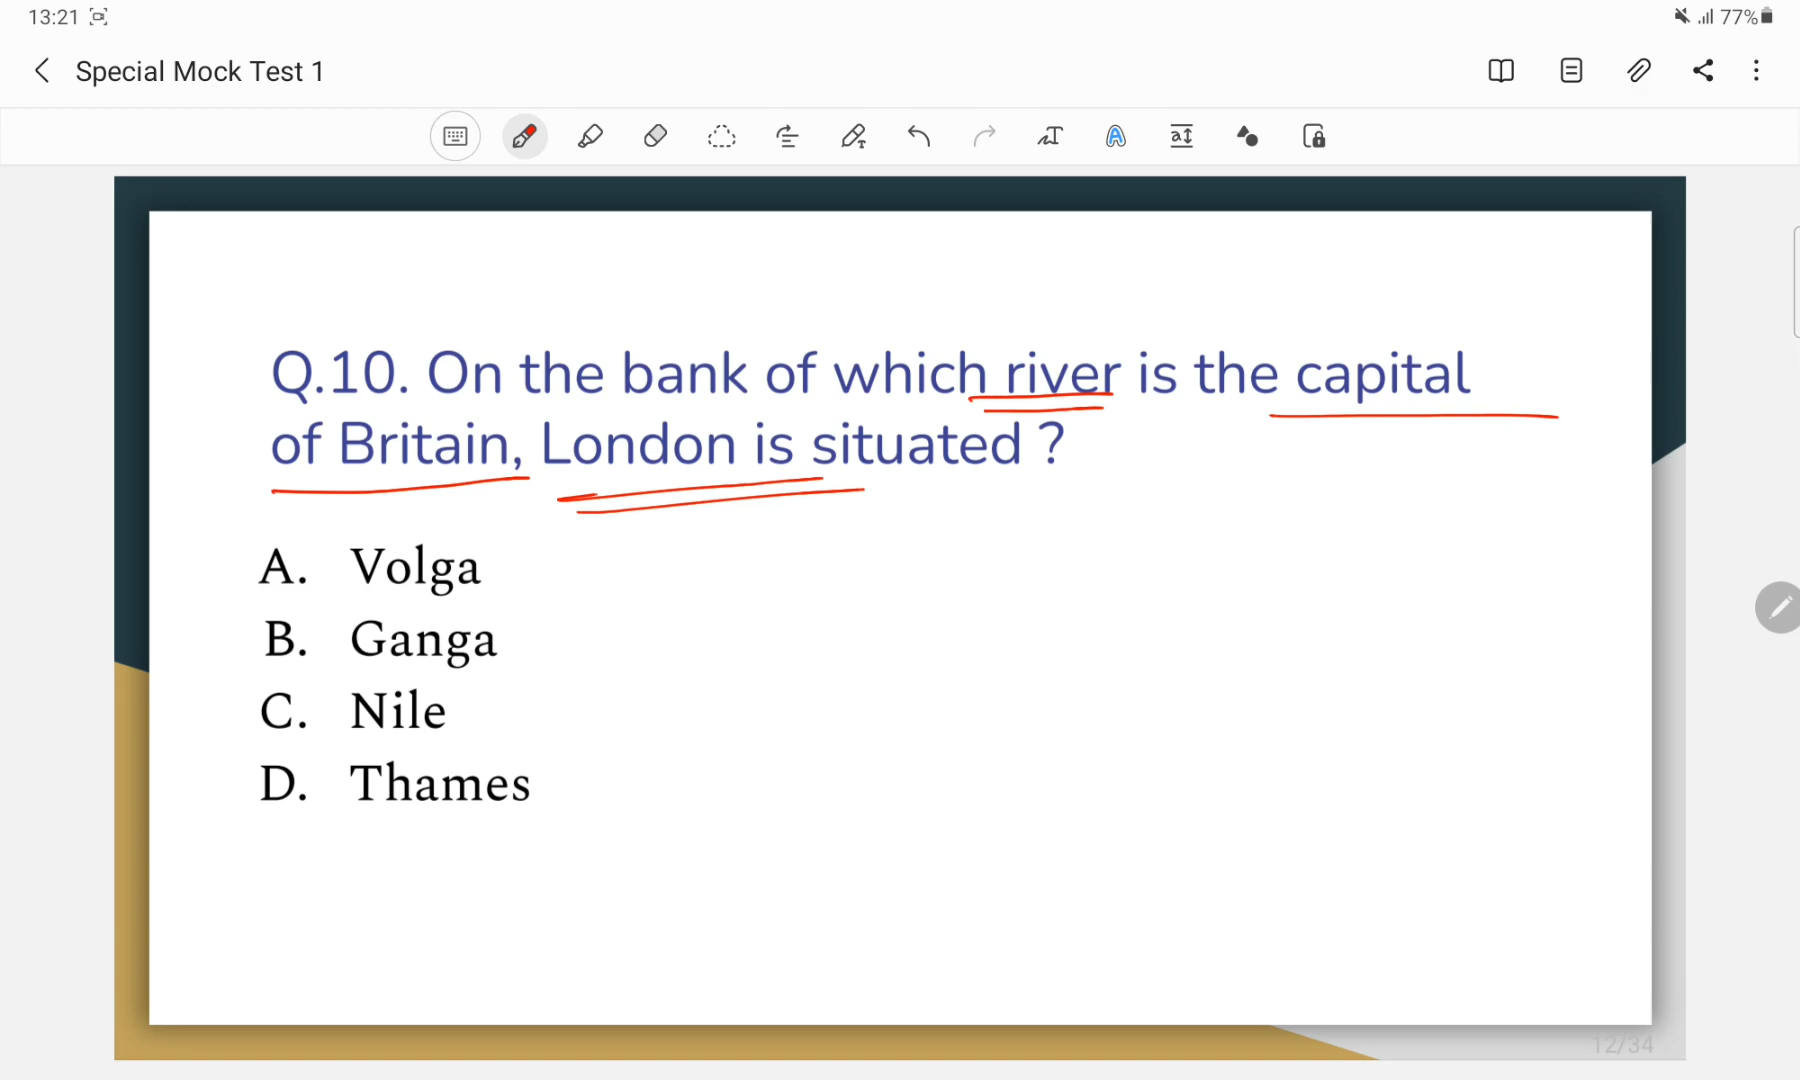 13:21
77%
Special Mock Test 1
Q.10. On the bank of which river is the capital
of Britain, London is situated ?
A. Volga
B. Ganga
C. Nile
D. Thames
12/34